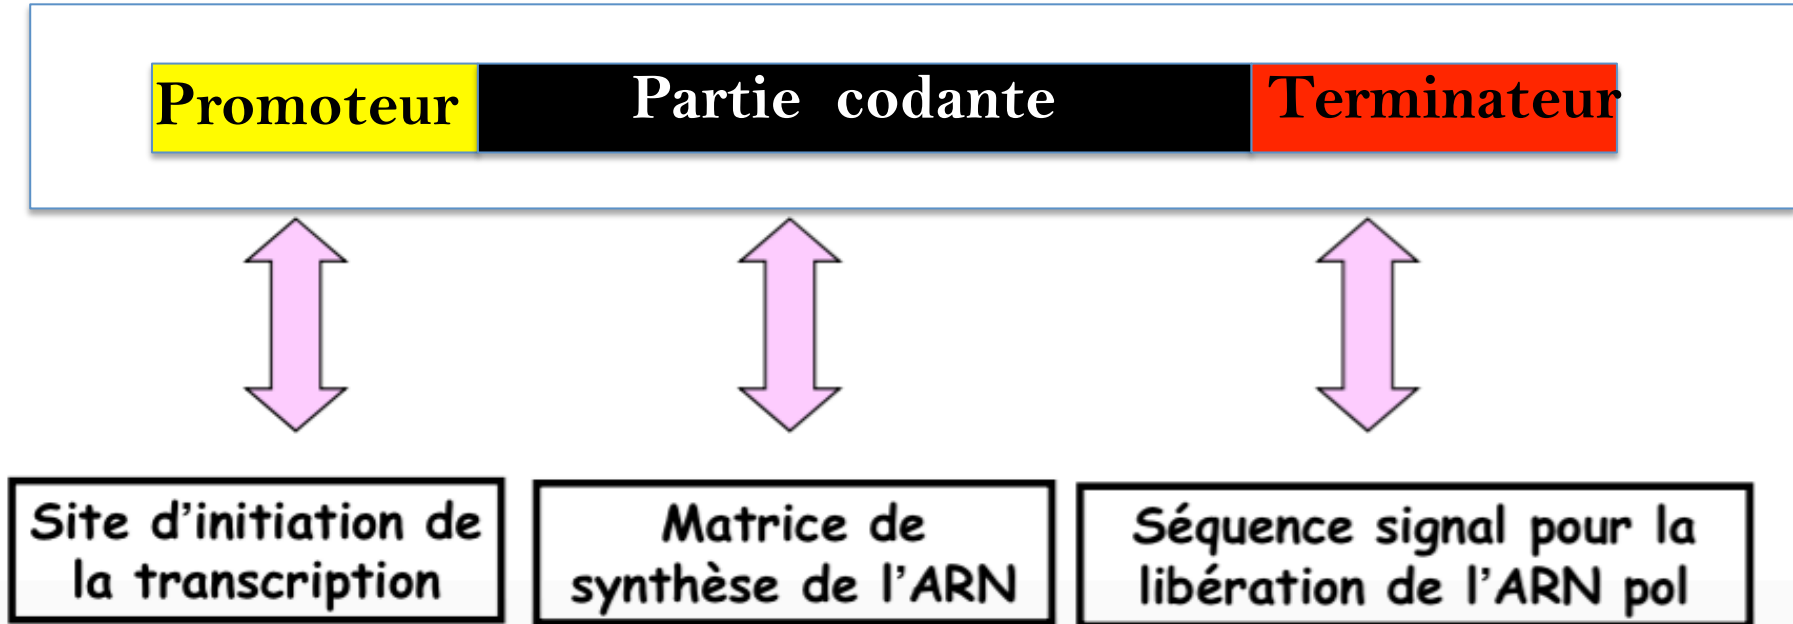 Promoteur Partie codante Terminateur
Site d’initiation de
la transcription
Matrice de
synthèse de l’ARN
Séquence signal pour la
libération de l’ARN pol